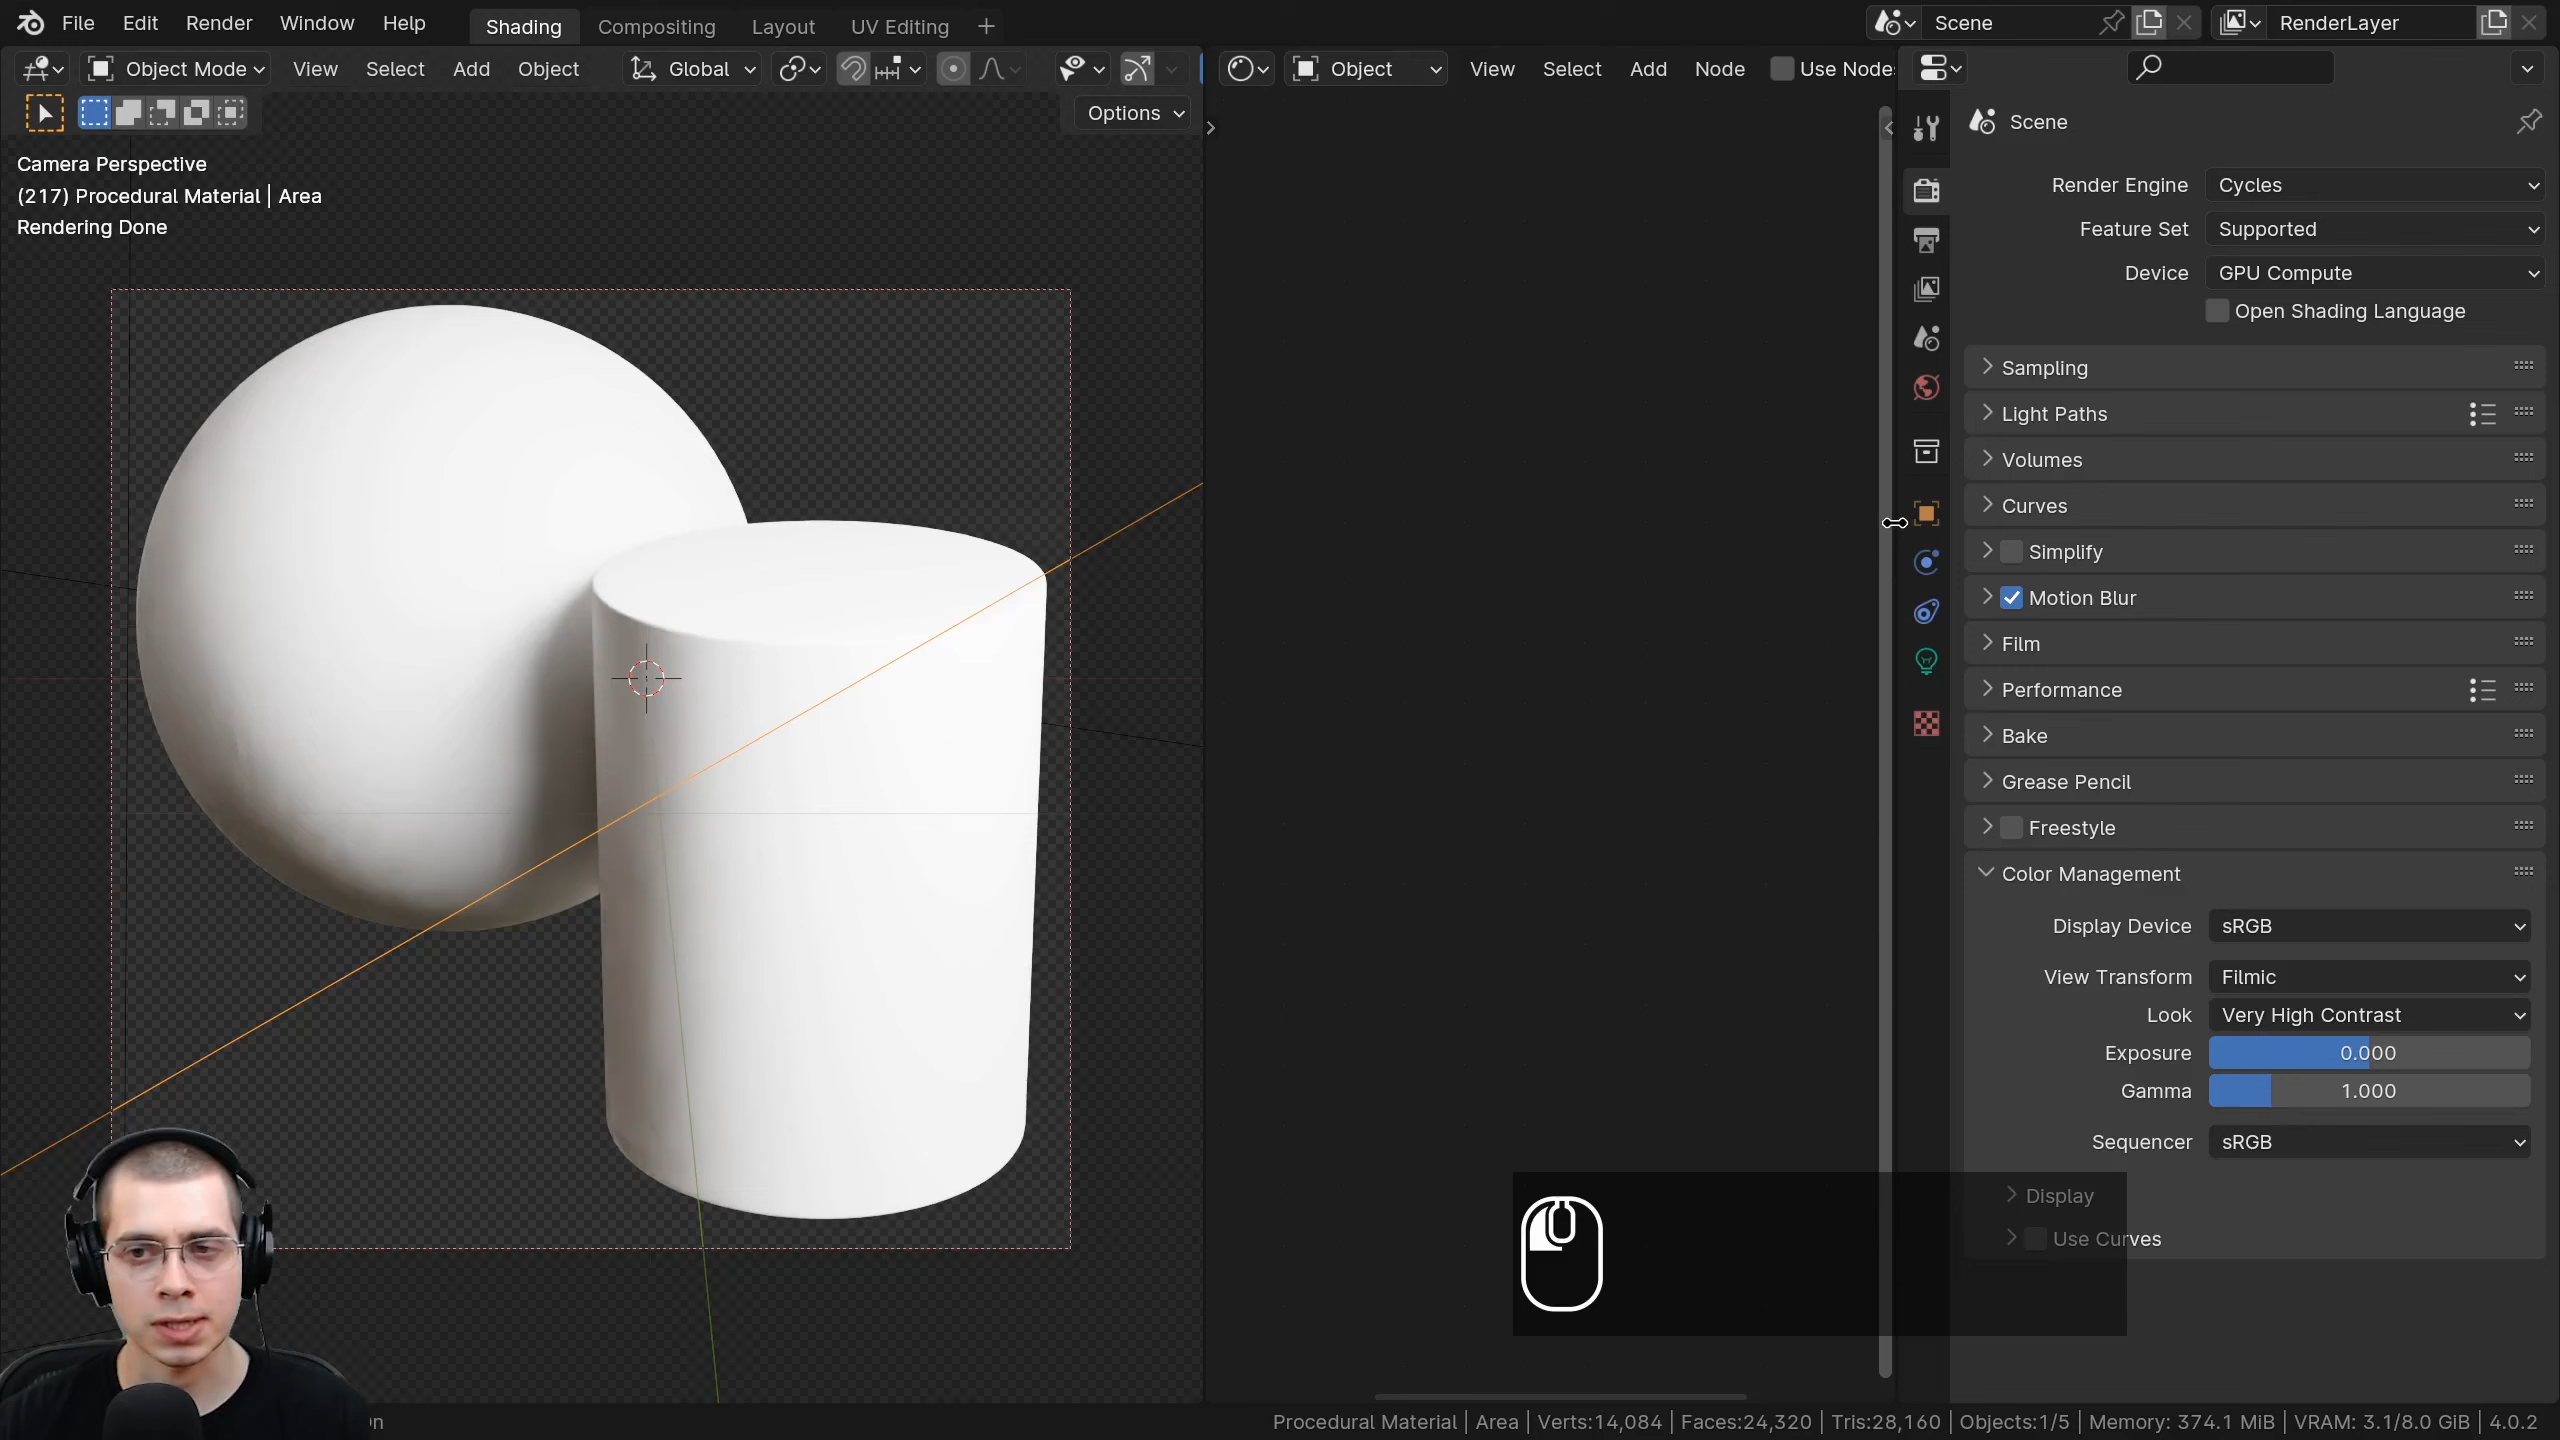 File Edit Render Window Help Shading Compositing Layout UV Editing Scene RenderLayer
Object Mode View Select Add Object Global Object View Select Add Node Use Node
Options
Camera Perspective
(217) Procedural Material | Area
Rendering Done
Scene
Render Engine Cycles
Feature Set Supported
Device GPU Compute
Open Shading Language
Sampling
Light Paths
Volumes
Curves
Simplify
Motion Blur
Film
Performance
Bake
Grease Pencil
Freestyle
Color Management
Display Device sRGB
View Transform Filmic
Look Very High Contrast
Exposure 0.000
Gamma 1.000
Sequencer sRGB
Display
Use Curves
Procedural Material | Area | Verts:14,084 | Faces:24,320 | Tris:28,160 | Objects:1/5 | Memory: 374.1 MiB | VRAM: 3.1/8.0 GiB | 4.0.2